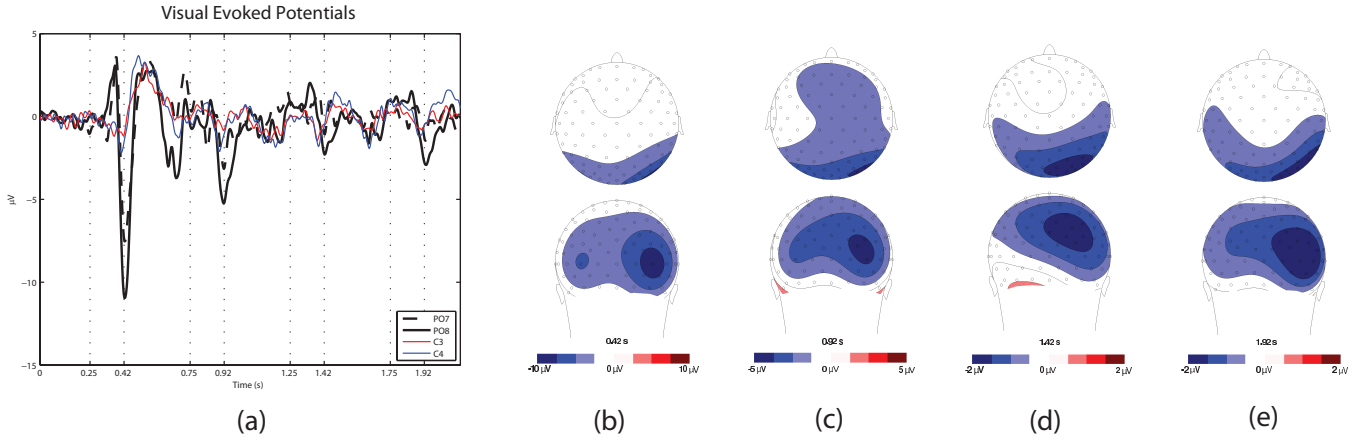 Visual Evoked Potentials
5
0
−5
−10
−15
μV
PO7
PO8
C3
C4
0 0.25 0.42 0.75 0.92 1.25 1.42 1.75 1.92
Time (s)
(a)
0.42 s
-10 μV 0 μV 10 μV
(b)
0.92 s
-5 μV 0 μV 5 μV
(c)
1.42 s
-2 μV 0 μV 2 μV
(d)
1.92 s
-2 μV 0 μV 2 μV
(e)